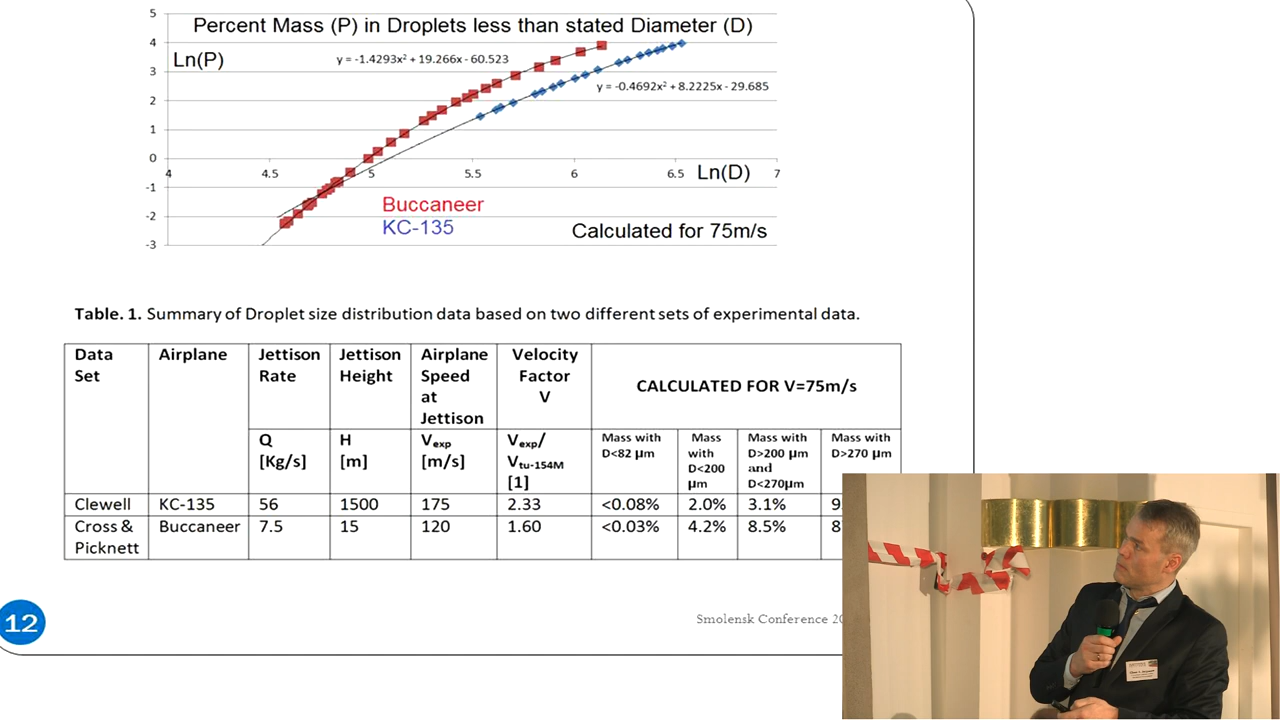 Percent Mass (P) in Droplets less than stated Diameter (D)
5
4
3
2
1
0
-1
-2
-3
4
4.5
5
5.5
6
6.5
7
Ln(P)
Ln(D)
y = -1.4293x² + 19.266x - 60.523
y = -0.4692x² + 8.2225x - 29.685
Buccaneer
KC-135
Calculated for 75m/s
Table. 1. Summary of Droplet size distribution data based on two different sets of experimental data.
Data Set
Airplane
Jettison Rate
Jettison Height
Airplane Speed at Jettison
Velocity Factor V
CALCULATED FOR V=75m/s
Q [Kg/s]
H [m]
Vexp [m/s]
Vexp/ Vtu-154M [1]
Mass with D<82 µm
Mass with D<200 µm
Mass with D>200 µm and D<270µm
Mass with D>270 µm
Clewell KC-135 56 1500 175 2.33 <0.08% 2.0% 3.1%
Cross & Picknett Buccaneer 7.5 15 120 1.60 <0.03% 4.2% 8.5%
12
Smolensk Conference